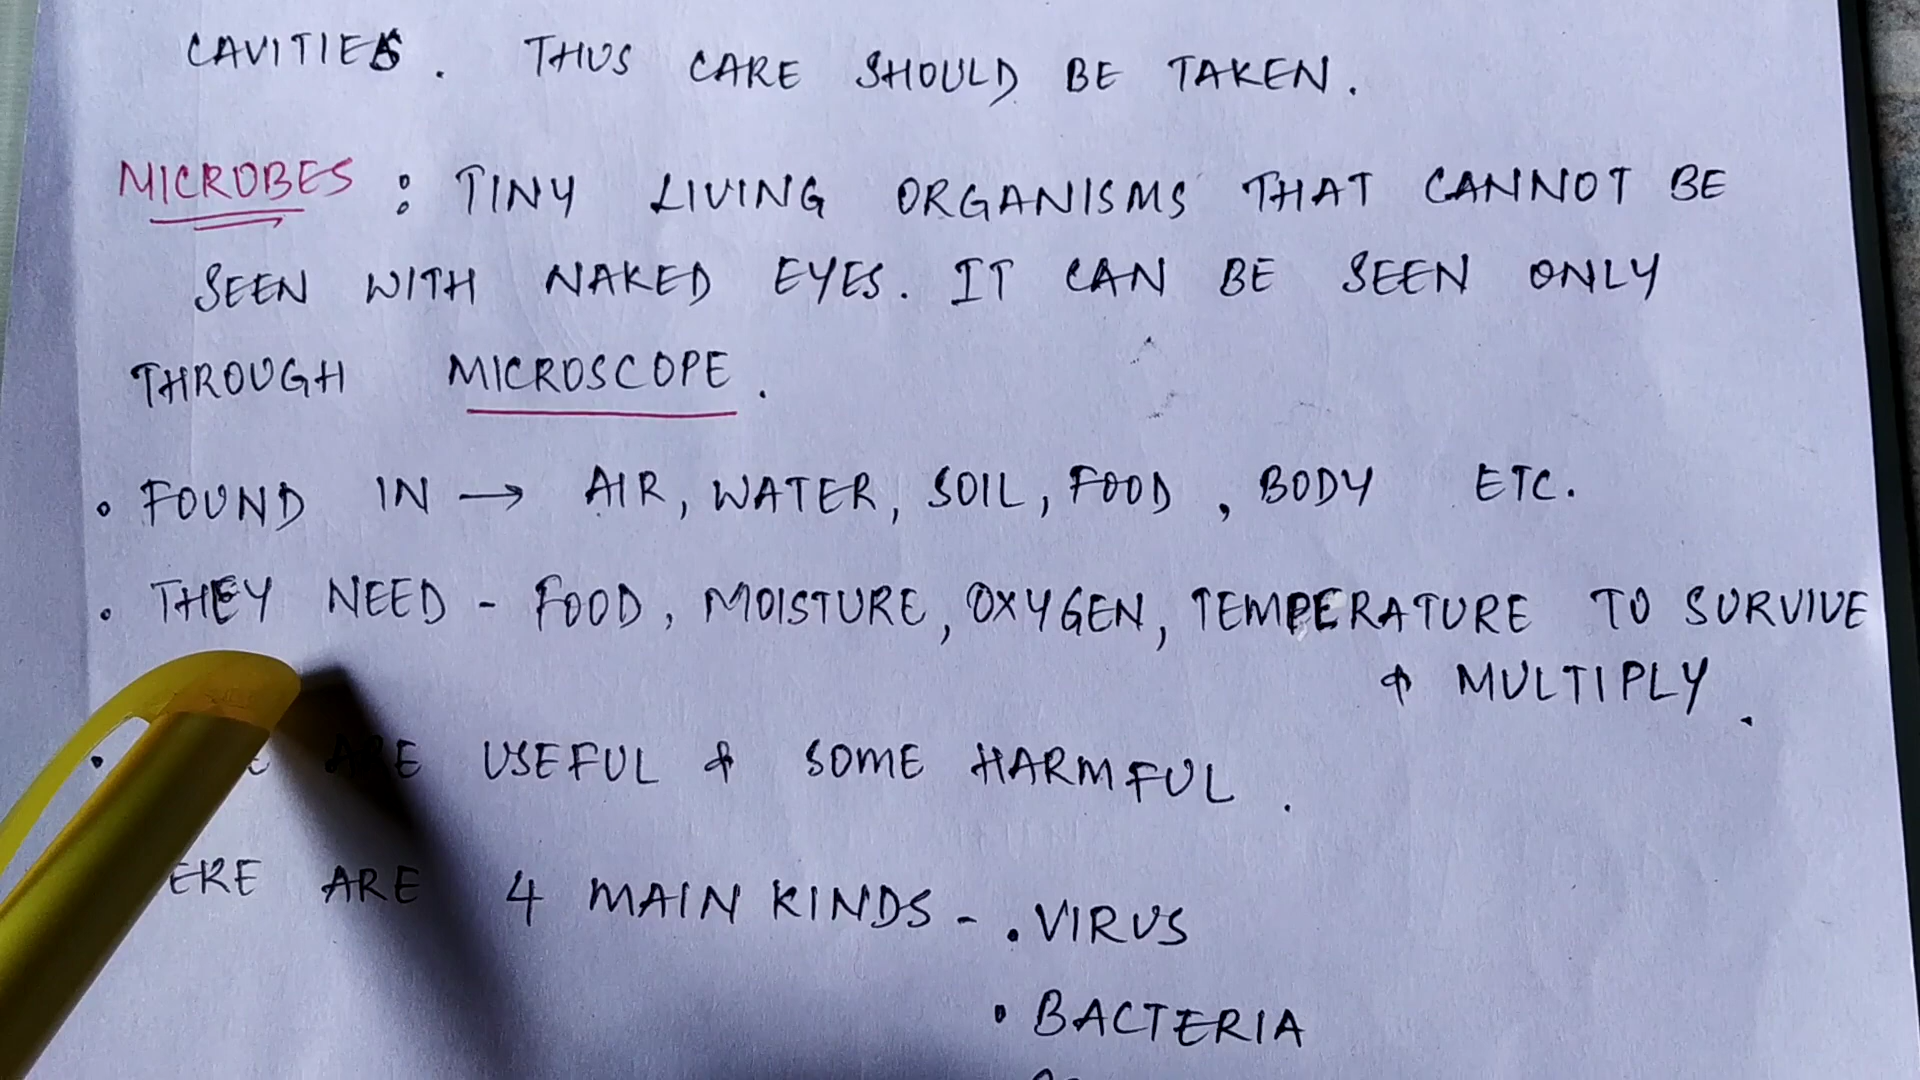 CAVITIES. THUS CARE SHOULD BE TAKEN.
MICROBES : TINY LIVING ORGANISMS THAT CANNOT BE
SEEN WITH NAKED EYES. IT CAN BE SEEN ONLY
THROUGH MICROSCOPE.
• FOUND IN → AIR, WATER, SOIL, FOOD, BODY ETC.
• THEY NEED - FOOD, MOISTURE, OXYGEN, TEMPERATURE TO SURVIVE
& MULTIPLY.
• ARE USEFUL & SOME HARMFUL.
ARE 4 MAIN KINDS - • VIRUS
• BACTERIA